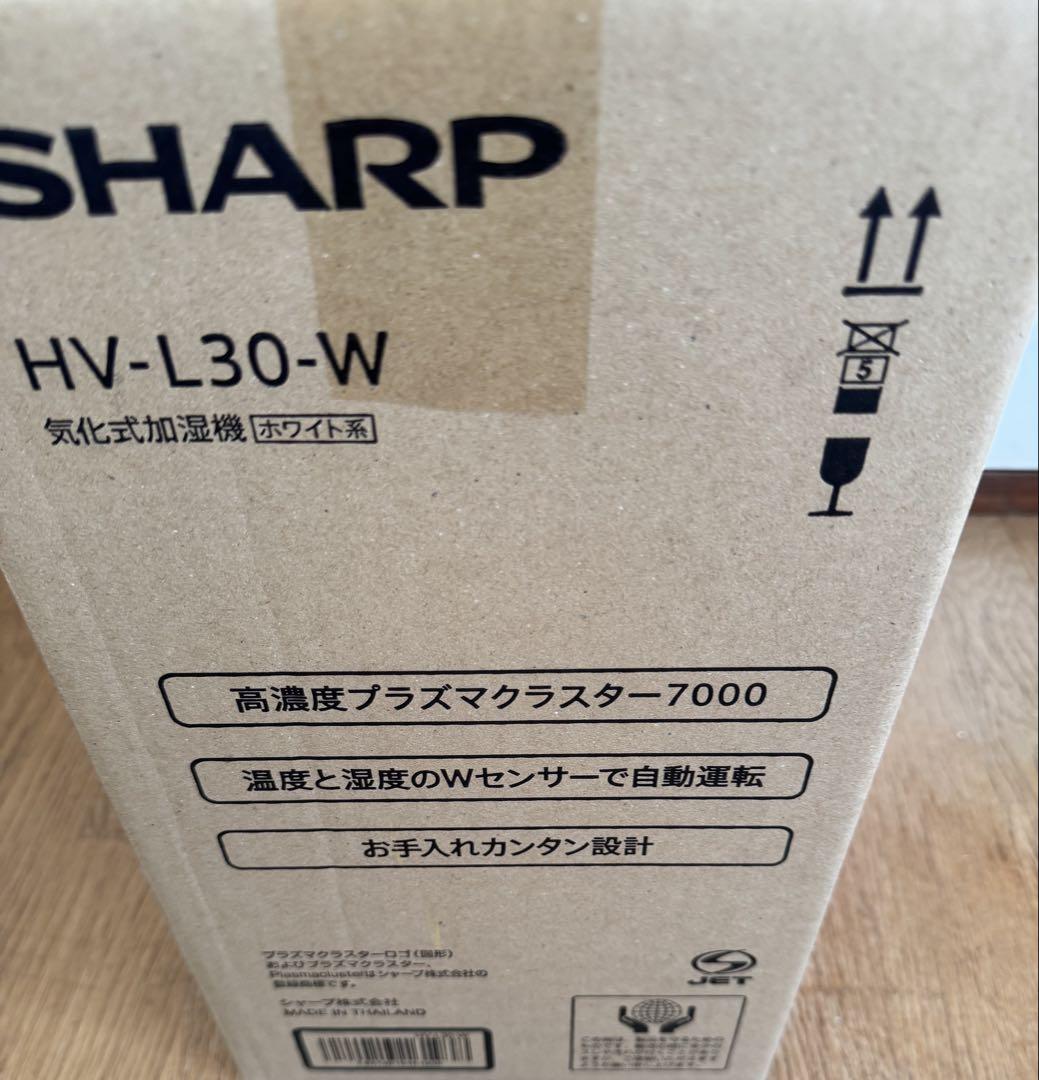 SHARP
HV-L30-W
気化式加湿機 ホワイト系
5
高濃度プラズマクラスター7000
温度と湿度のWセンサーで自動運転
お手入れカンタン設計
プラズマクラスターロゴ(図形)
およびプラズマクラスター、
Plasmaclusterはシャープ株式会社の
登録商標です。
シャープ株式会社
MADE IN THAILAND
JET